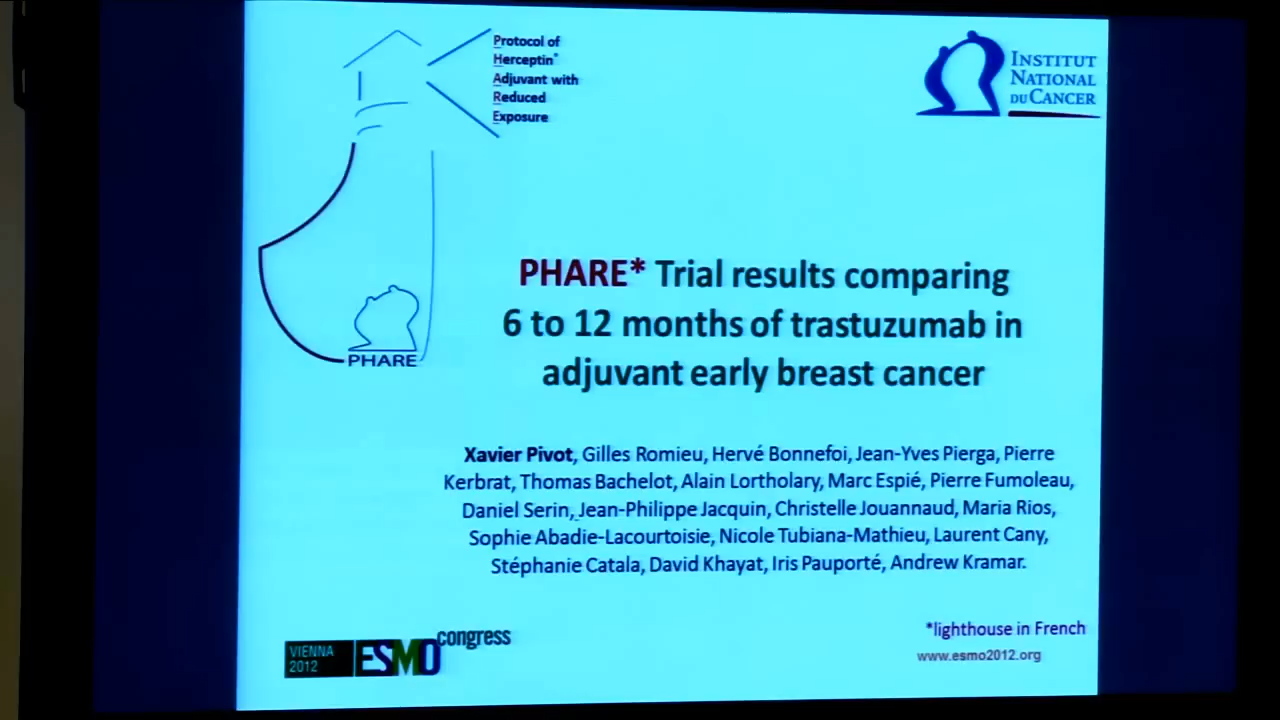 Protocol of
Herceptin*
Adjuvant with
Reduced
Exposure
INSTITUT
NATIONAL
DU CANCER
PHARE* Trial results comparing
6 to 12 months of trastuzumab in
adjuvant early breast cancer
PHARE
Xavier Pivot, Gilles Romieu, Hervé Bonnefoi, Jean-Yves Pierga, Pierre
Kerbrat, Thomas Bachelot, Alain Lortholary, Marc Espié, Pierre Fumoleau,
Daniel Serin, Jean-Philippe Jacquin, Christelle Jouannaud, Maria Rios,
Sophie Abadie-Lacourtoisie, Nicole Tubiana-Mathieu, Laurent Cany,
Stéphanie Catala, David Khayat, Iris Pauporté, Andrew Kramar.
*lighthouse in French
www.esmo2012.org
VIENNA
2012
ESMO congress